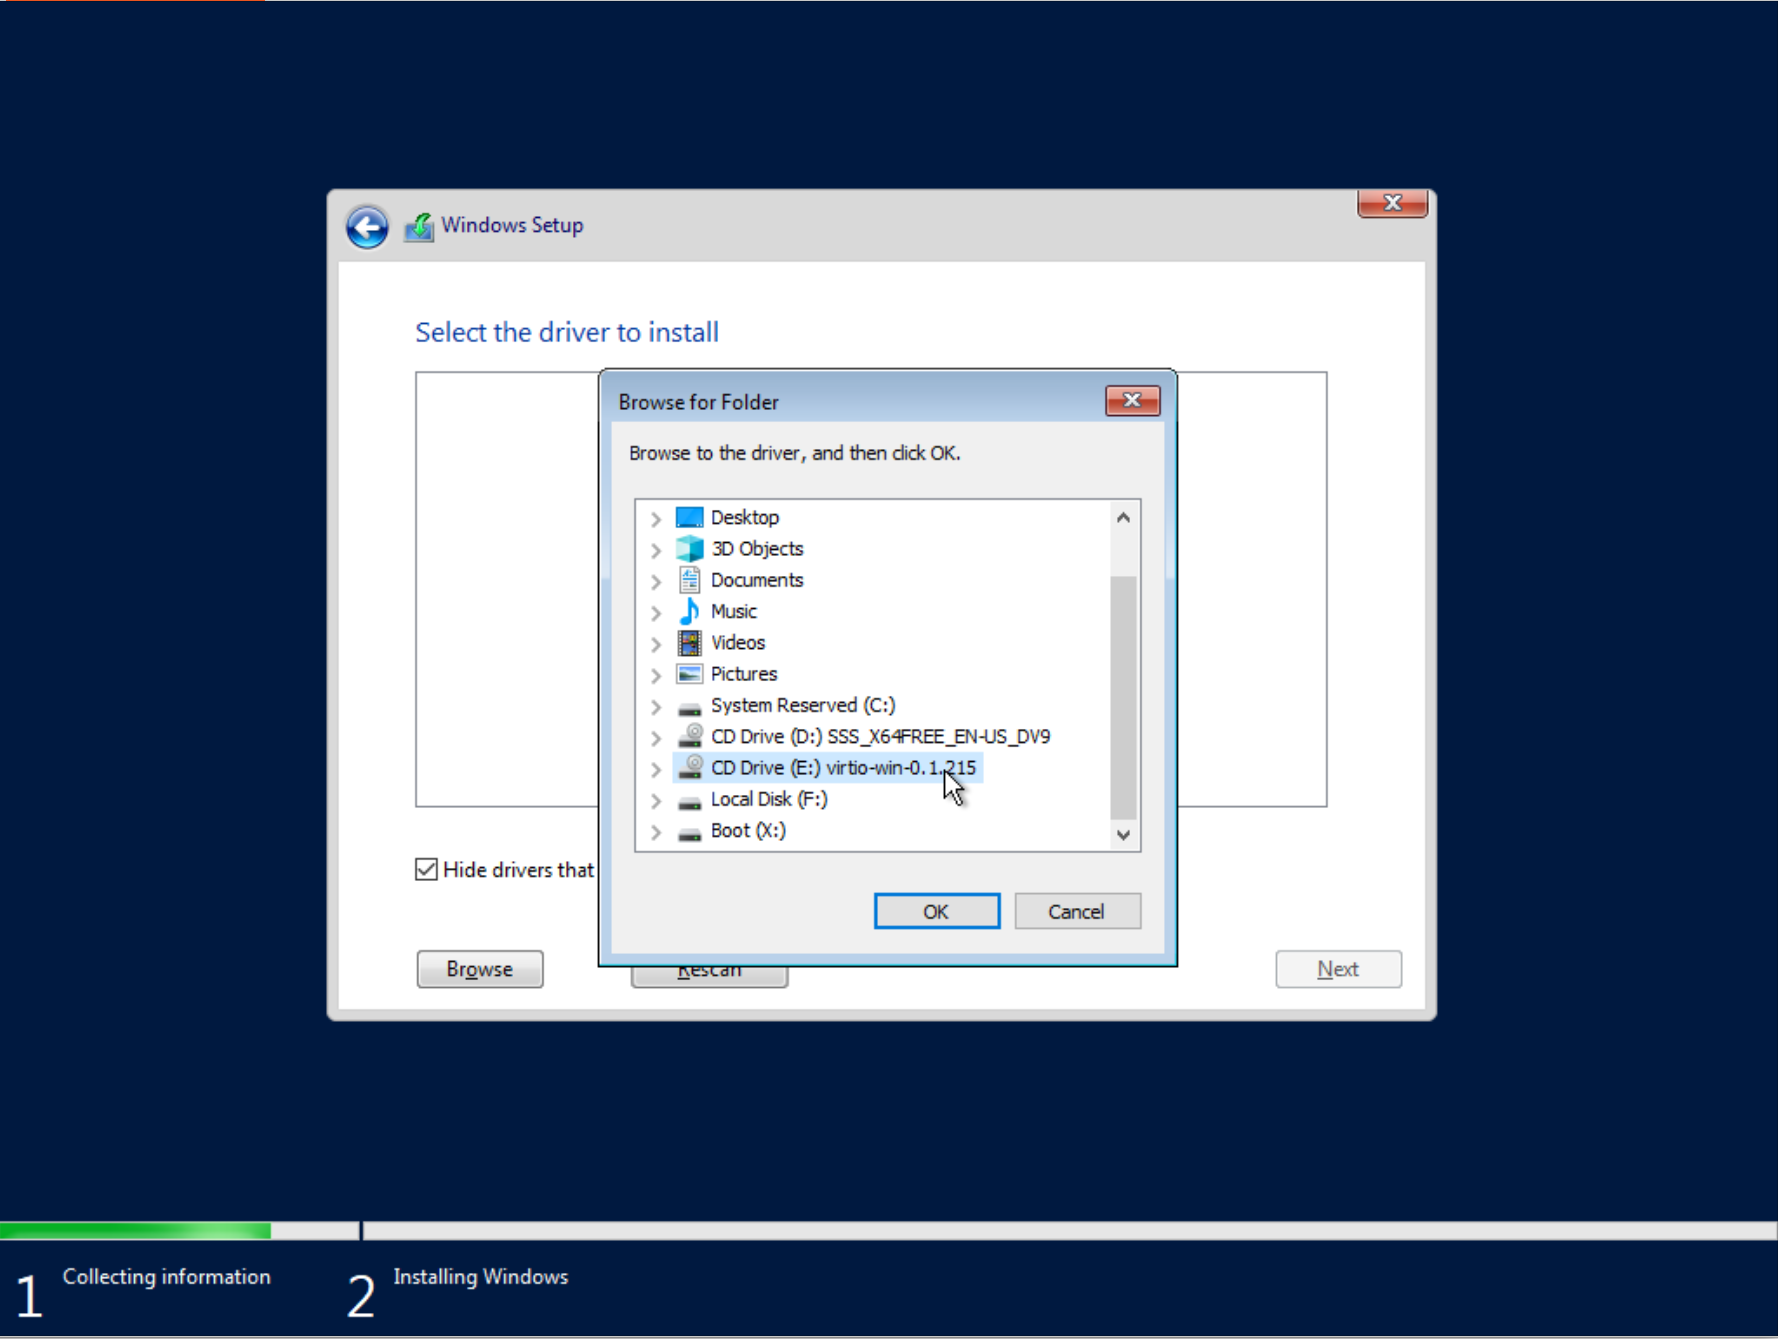 Windows Setup
Select the driver to install
Browse for Folder
Browse to the driver, and then click OK.
Desktop
3D Objects
Documents
Music
Videos
Pictures
System Reserved (C:)
CD Drive (D:) SSS_X64FREE_EN-US_DV9
CD Drive (E:) virtio-win-0.1.215
Local Disk (F:)
Boot (X:)
Hide drivers that
OK Cancel
Browse Rescan Next
1 Collecting information 2 Installing Windows